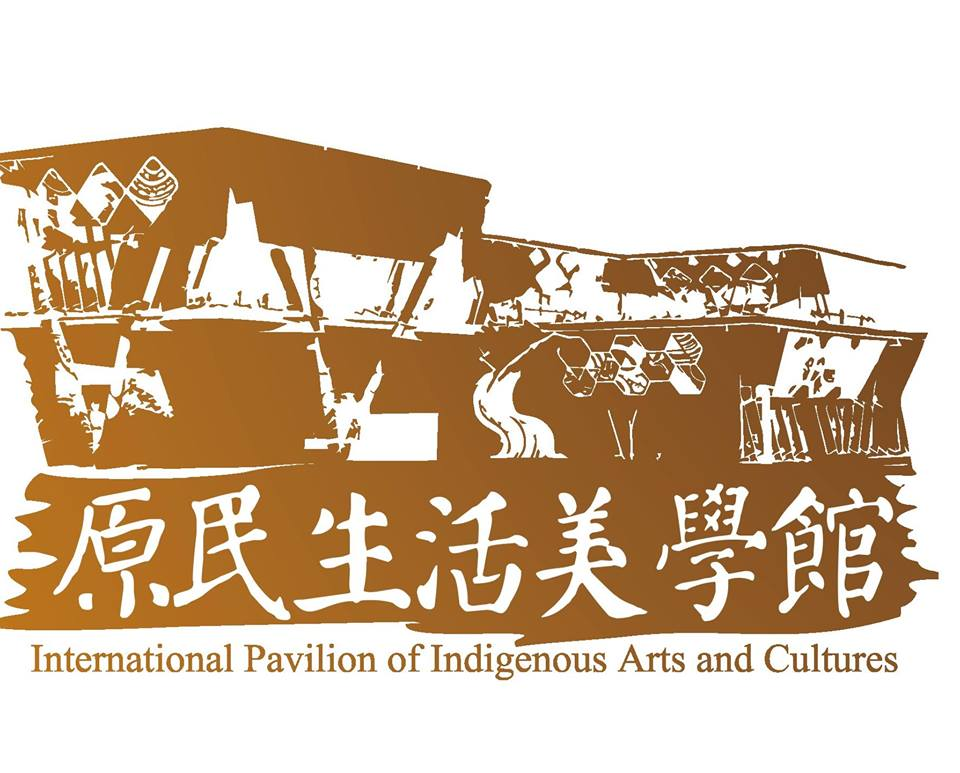 原民生活美學館
International Pavilion of Indigenous Arts and Cultures